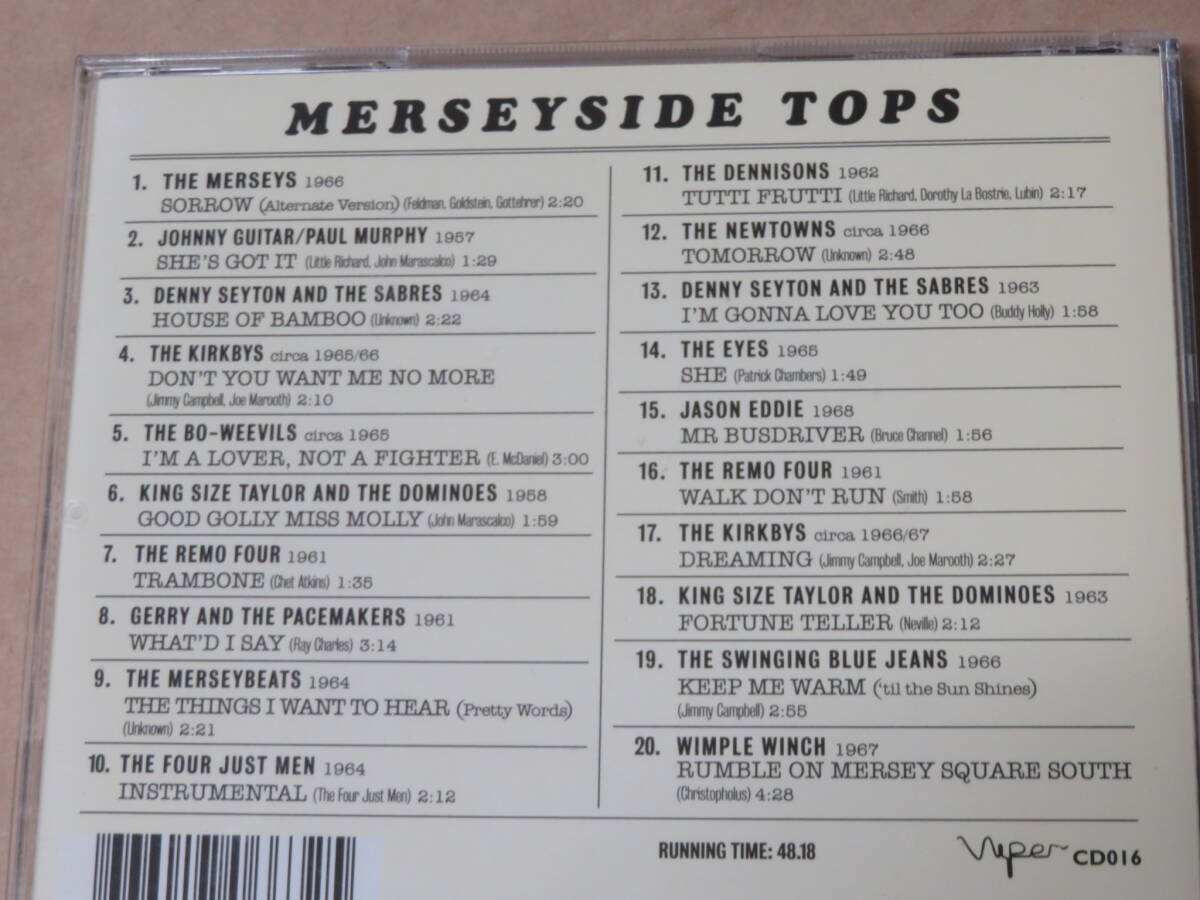 MERSEYSIDE TOPS
1. THE MERSEYS 1966
SORROW (Alternate Version) (Feldman, Goldstein, Gottehrer) 2:20
2. JOHNNY GUITAR/PAUL MURPHY 1957
SHE'S GOT IT (Little Richard, John Marascalco) 1:29
3. DENNY SEYTON AND THE SABRES 1964
HOUSE OF BAMBOO (Unknown) 2:22
4. THE KIRKBYS circa 1965/66
DON'T YOU WANT ME NO MORE
(Jimmy Campbell, Joe Marooth) 2:10
5. THE BO-WEEVILS circa 1965
I'M A LOVER, NOT A FIGHTER (E. McDaniel) 3:00
6. KING SIZE TAYLOR AND THE DOMINOES 1958
GOOD GOLLY MISS MOLLY (John Marascalco) 1:59
7. THE REMO FOUR 1961
TRAMBONE (Chet Atkins) 1:35
8. GERRY AND THE PACEMAKERS 1961
WHAT'D I SAY (Ray Charles) 3:14
9. THE MERSEYBEATS 1964
THE THINGS I WANT TO HEAR (Pretty Words)
(Unknown) 2:21
10. THE FOUR JUST MEN 1964
INSTRUMENTAL (The Four Just Men) 2:12
11. THE DENNISONS 1962
TUTTI FRUTTI (Little Richard, Dorothy La Bostrie, Lubin) 2:17
12. THE NEWTOWNS circa 1966
TOMORROW (Unknown) 2:48
13. DENNY SEYTON AND THE SABRES 1963
I'M GONNA LOVE YOU TOO (Buddy Holly) 1:58
14. THE EYES 1965
SHE (Patrick Chambers) 1:49
15. JASON EDDIE 1968
MR BUSDRIVER (Bruce Channel) 1:56
16. THE REMO FOUR 1961
WALK DON'T RUN (Smith) 1:58
17. THE KIRKBYS circa 1966/67
DREAMING (Jimmy Campbell, Joe Marooth) 2:27
18. KING SIZE TAYLOR AND THE DOMINOES 1963
FORTUNE TELLER (Neville) 2:12
19. THE SWINGING BLUE JEANS 1966
KEEP ME WARM ('til the Sun Shines)
(Jimmy Campbell) 2:55
20. WIMPLE WINCH 1967
RUMBLE ON MERSEY SQUARE SOUTH
(Christopholus) 4:28
RUNNING TIME: 48.18
Viper CD016